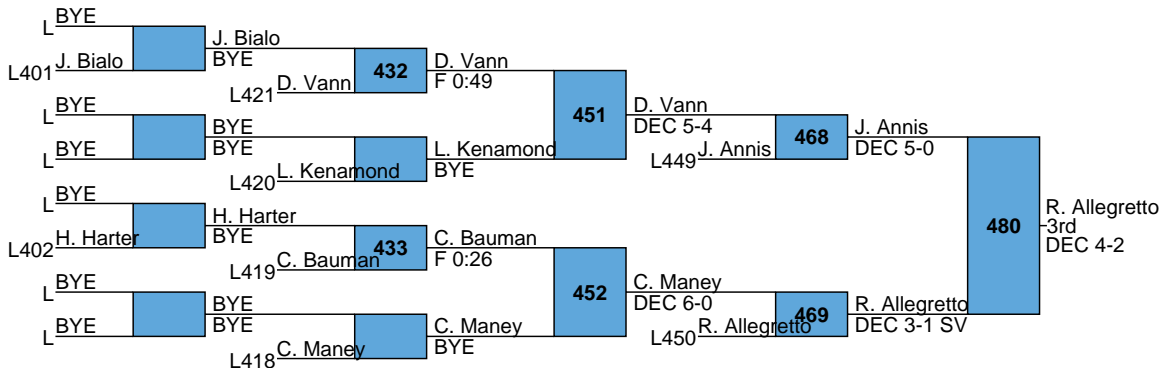 L BYE
L401 J. Bialo
J. Bialo
BYE
L421 D. Vann
432
D. Vann
F 0:49
L BYE
L BYE
BYE
BYE
L420 L. Kenamond
L. Kenamond
BYE
451
D. Vann
DEC 5-4
L449 J. Annis
468
J. Annis
DEC 5-0
L BYE
L402 H. Harter
H. Harter
BYE
L419 C. Bauman
433
C. Bauman
F 0:26
L BYE
L BYE
BYE
BYE
L418 C. Maney
C. Maney
BYE
452
C. Maney
DEC 6-0
L450 R. Allegretto
469
R. Allegretto
DEC 3-1 SV
480
R. Allegretto
3rd
DEC 4-2